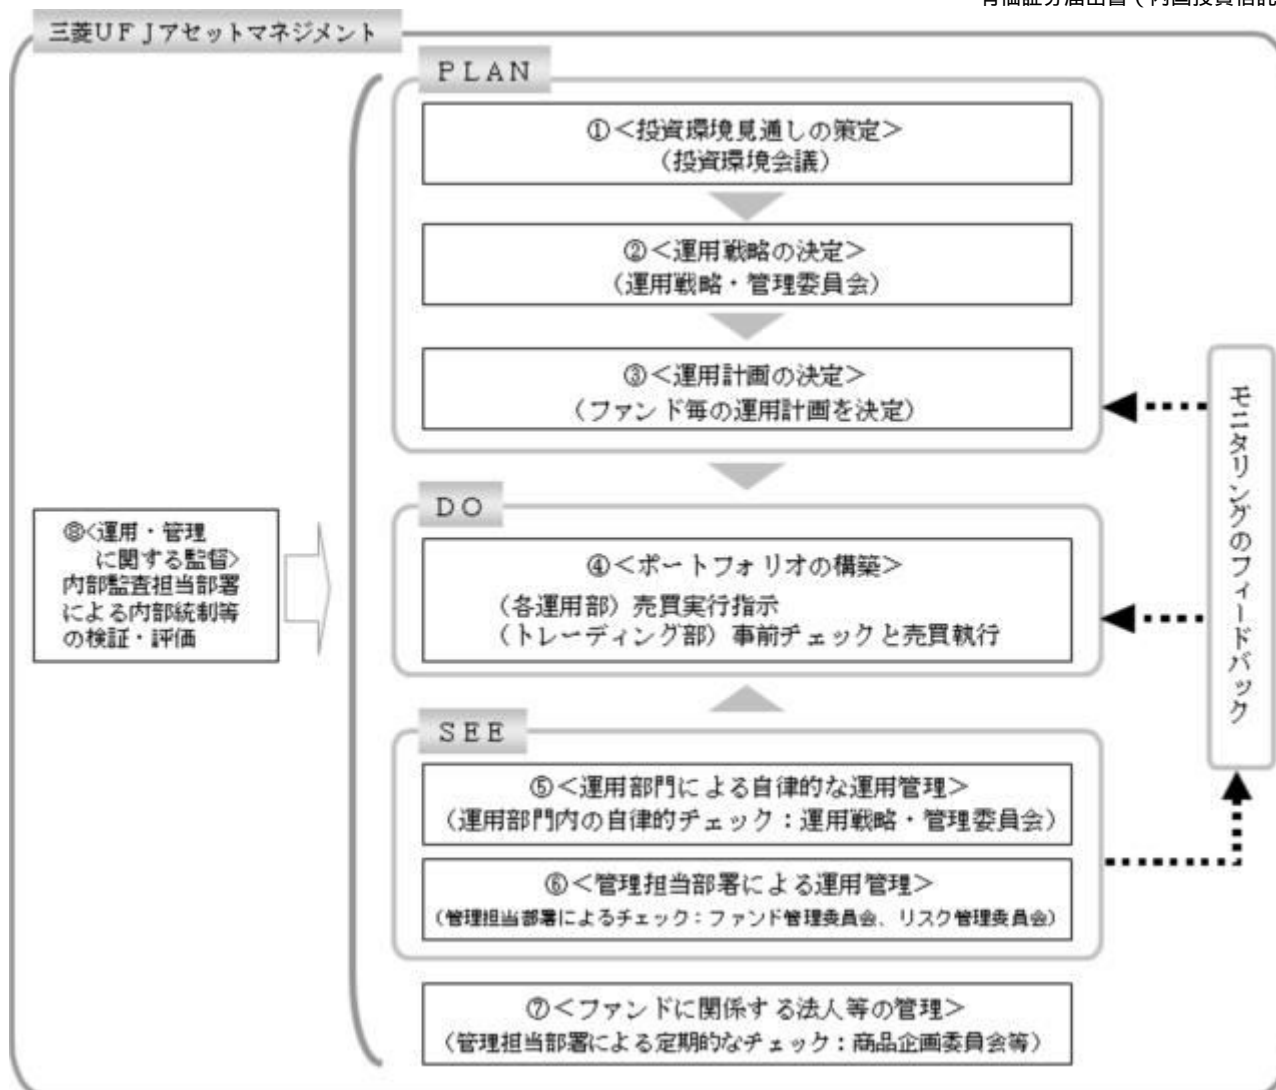 三菱UFJアセットマネジメント
PLAN
①<投資環境見通しの策定>
(投資環境会議)
②<運用戦略の決定>
(運用戦略・管理委員会)
③<運用計画の決定>
(ファンド毎の運用計画を決定)
DO
④<ポートフォリオの構築>
(各運用部)売買実行指示
(トレーディング部)事前チェックと売買執行
SEE
⑤<運用部門による自律的な運用管理>
(運用部門内の自律的チェック:運用戦略・管理委員会)
⑥<管理担当部署による運用管理>
(管理担当部署によるチェック:ファンド管理委員会、リスク管理委員会)
⑦<ファンドに関係する法人等の管理>
(管理担当部署による定期的なチェック:商品企画委員会等)
⑧<運用・管理
に関する監督>
内部監査担当部署
による内部統制等
の検証・評価
モニタリングのフィードバック